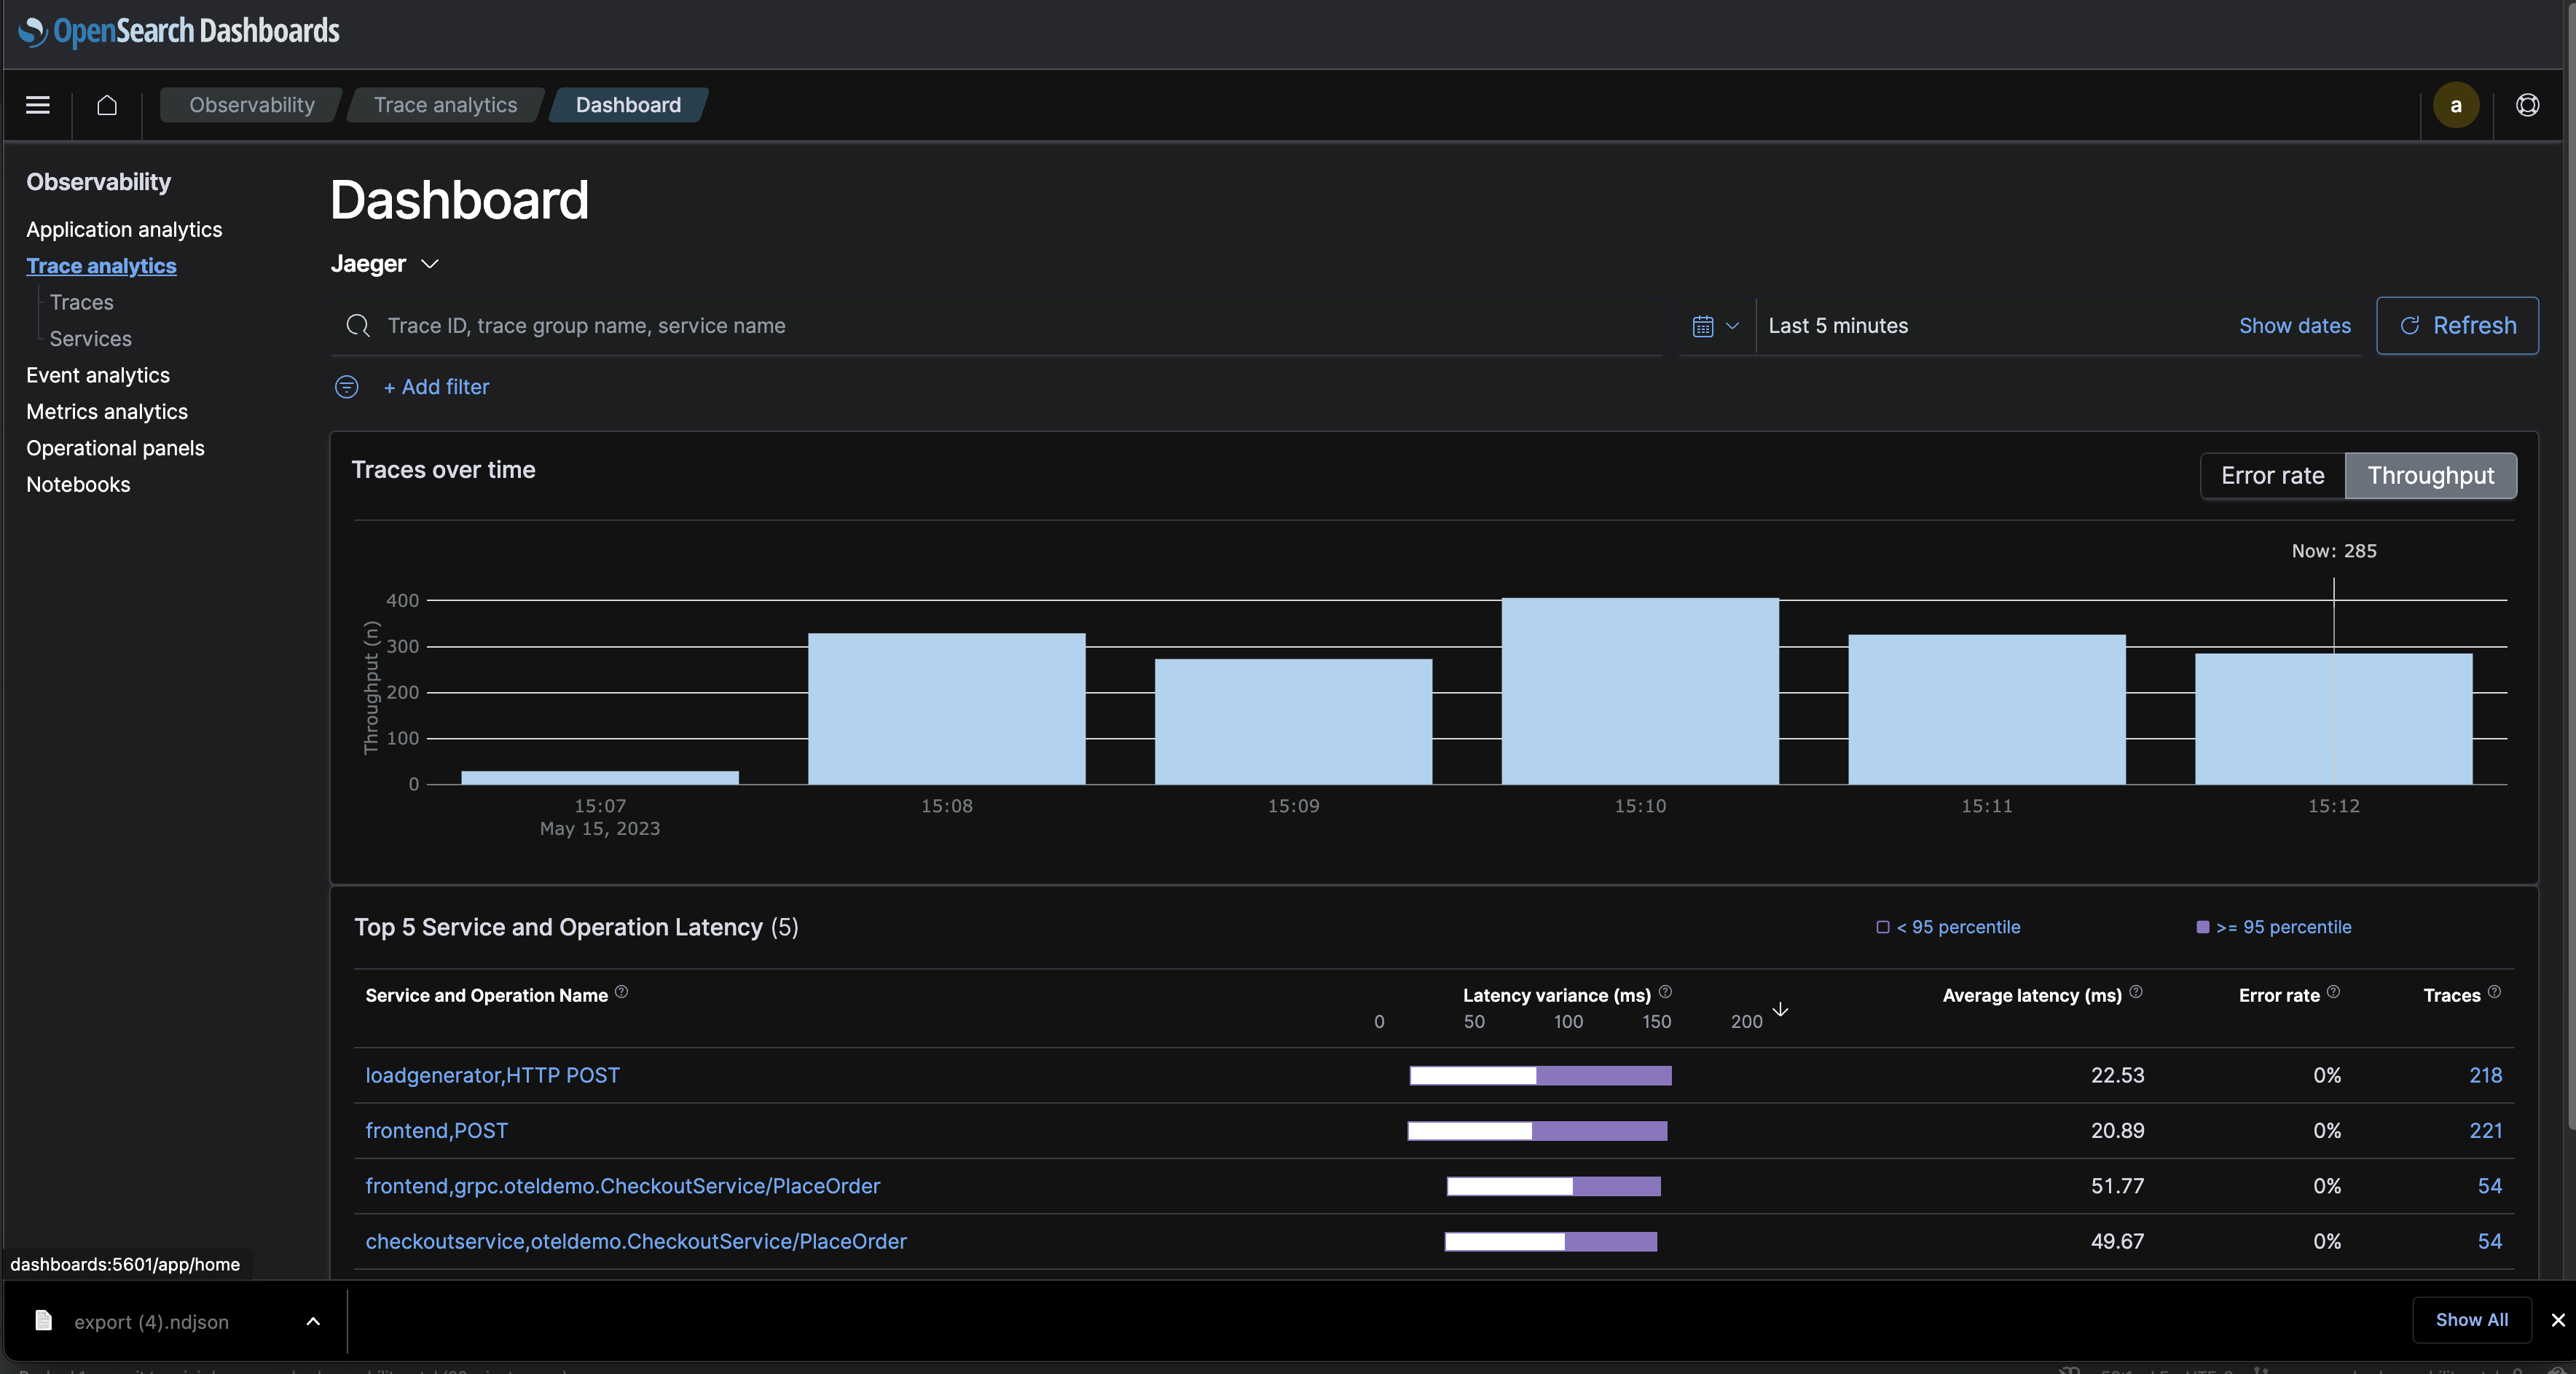 OpenSearch Dashboards
Observability
Trace analytics
Dashboard
a
Observability
Application analytics
Trace analytics
Traces
Services
Event analytics
Metrics analytics
Operational panels
Notebooks
Dashboard
Jaeger
Trace ID, trace group name, service name
Last 5 minutes
Show dates
Refresh
+ Add filter
Traces over time
Error rate
Throughput
Now: 285
Throughput (n)
400
300
200
100
0
15:07
15:08
15:09
15:10
15:11
15:12
May 15, 2023
Top 5 Service and Operation Latency (5)
< 95 percentile
>= 95 percentile
Service and Operation Name
Latency variance (ms)
Average latency (ms)
Error rate
Traces
0 50 100 150 200
loadgenerator,HTTP POST 22.53 0% 218
frontend,POST 20.89 0% 221
frontend,grpc.oteldemo.CheckoutService/PlaceOrder 51.77 0% 54
checkoutservice,oteldemo.CheckoutService/PlaceOrder 49.67 0% 54
dashboards:5601/app/home
export (4).ndjson
Show All